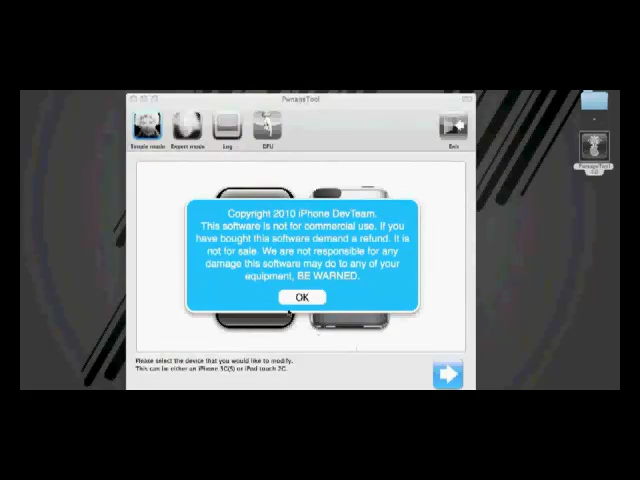 PwnageTool
Simple mode Expert mode Log DFU Exit
PwnageTool
Copyright 2010 iPhone DevTeam.
This software is not for commercial use. If you
have bought this software demand a refund. It is
not for sale. We are not responsible for any
damage this software may do to any of your
equipment, BE WARNED.
OK
Please select the device that you would like to modify.
This can be either an iPhone 3G(S) or iPod touch 2G.